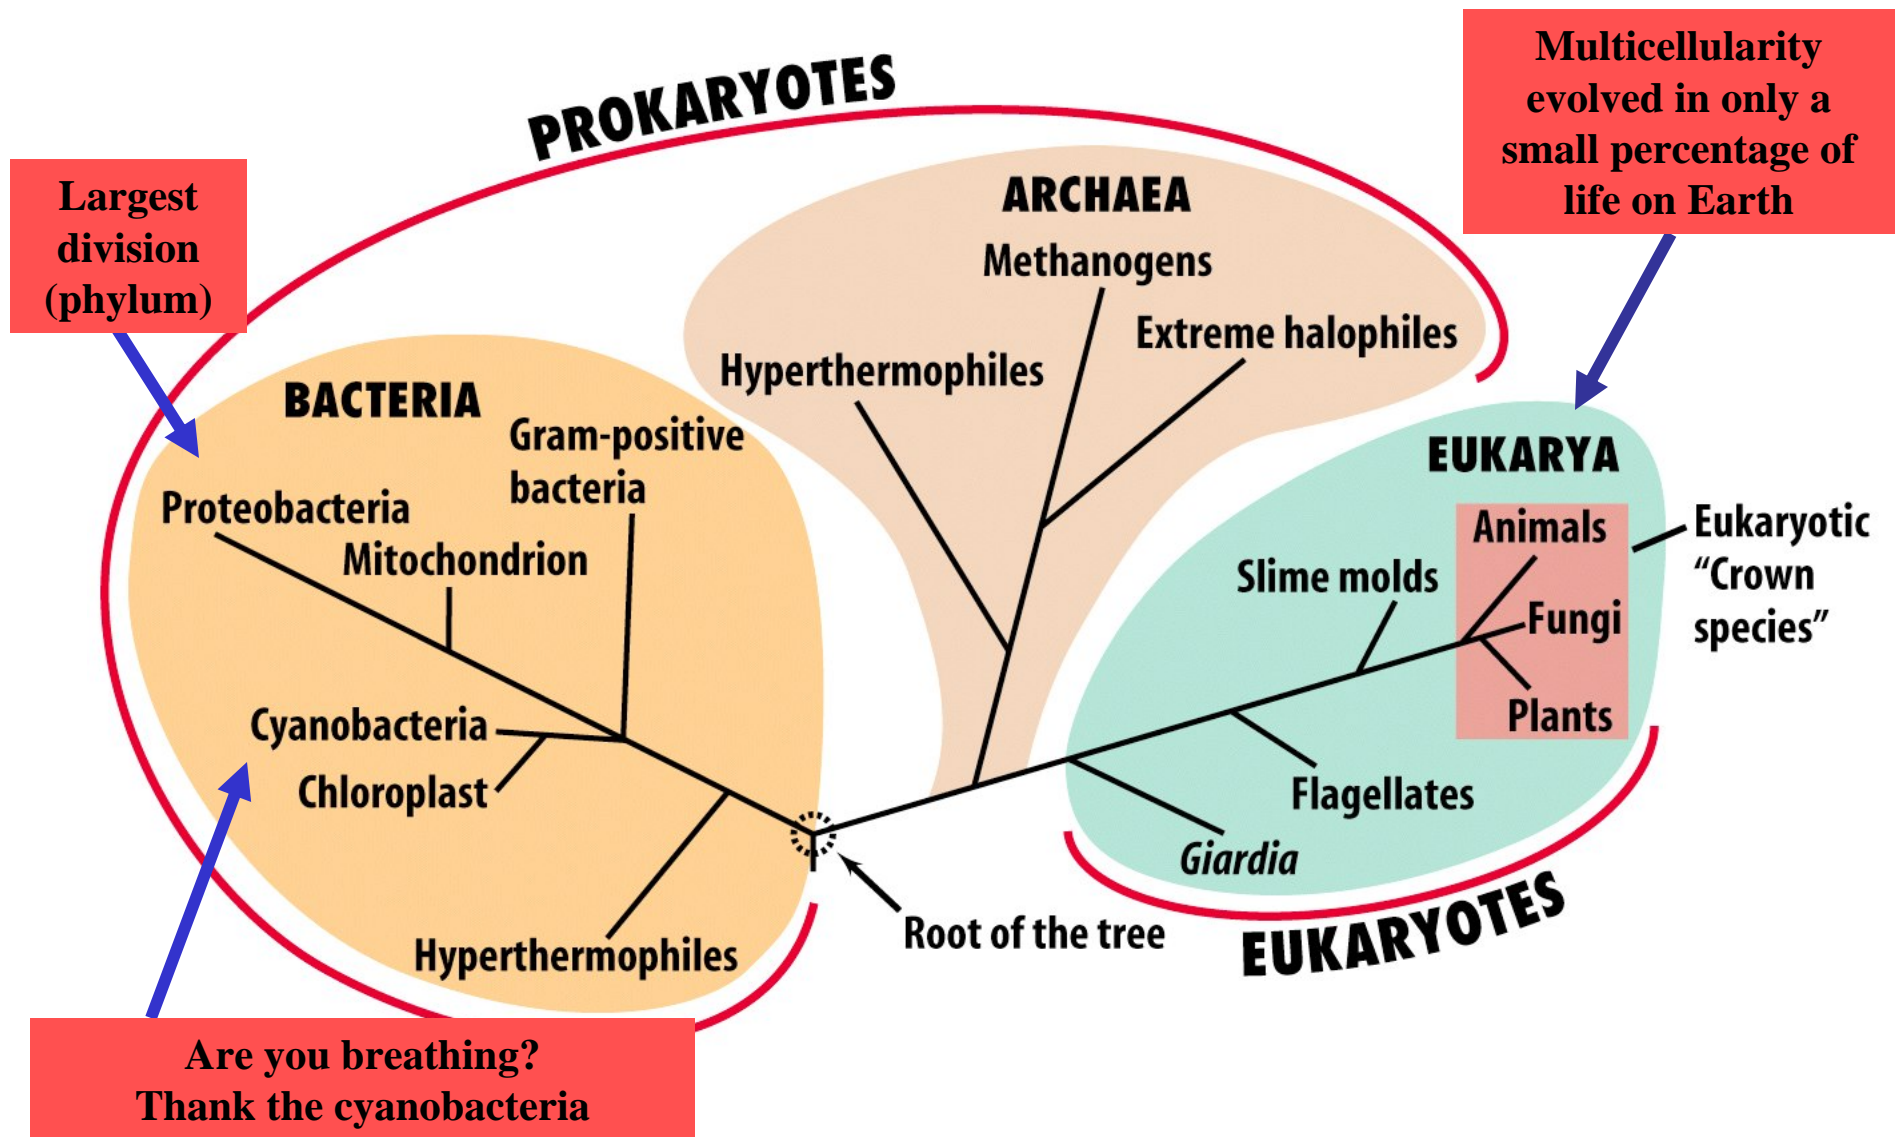 Multicellularity
evolved in only a
small percentage of
life on Earth
PROKARYOTES
Largest
division
(phylum)
ARCHAEA
Methanogens
Extreme halophiles
Hyperthermophiles
BACTERIA
Gram-positive
bacteria
Proteobacteria
Mitochondrion
Cyanobacteria
Chloroplast
Hyperthermophiles
EUKARYA
Animals
Slime molds
Fungi
Plants
Flagellates
Giardia
Eukaryotic
“Crown
species”
Root of the tree
EUKARYOTES
Are you breathing?
Thank the cyanobacteria